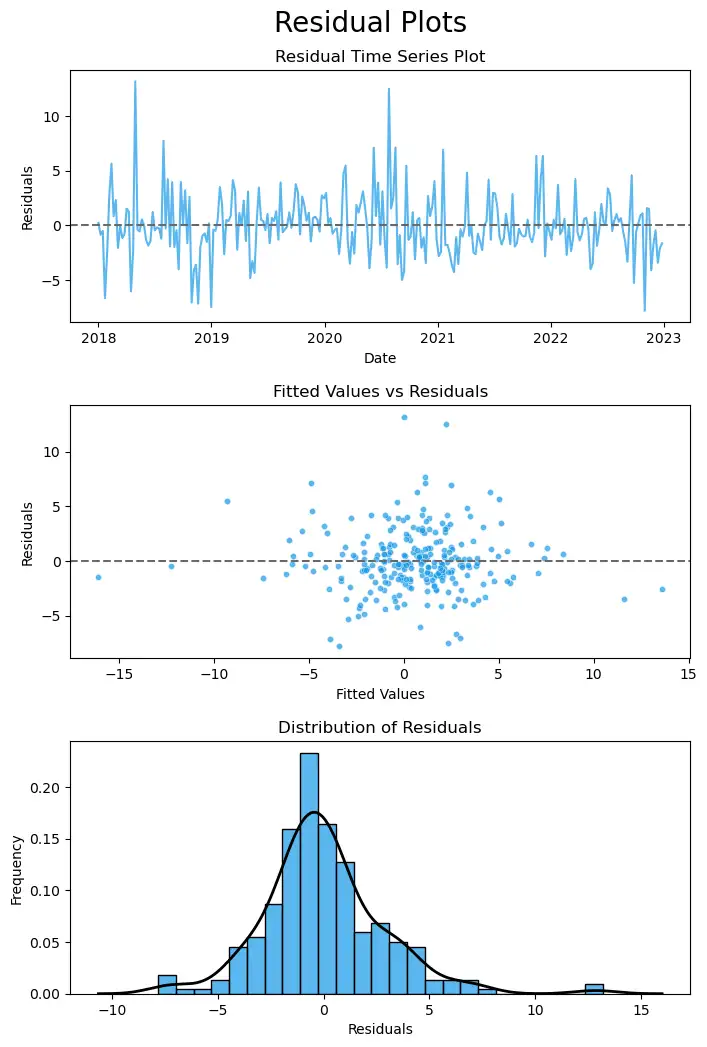 Residual Plots
Residual Time Series Plot
10
5
0
−5
Residuals
2018 2019 2020 2021 2022 2023
Date
Fitted Values vs Residuals
10
5
0
−5
Residuals
−15 −10 −5 0 5 10 15
Fitted Values
Distribution of Residuals
0.20
0.15
0.10
0.05
0.00
Frequency
−10 −5 0 5 10 15
Residuals